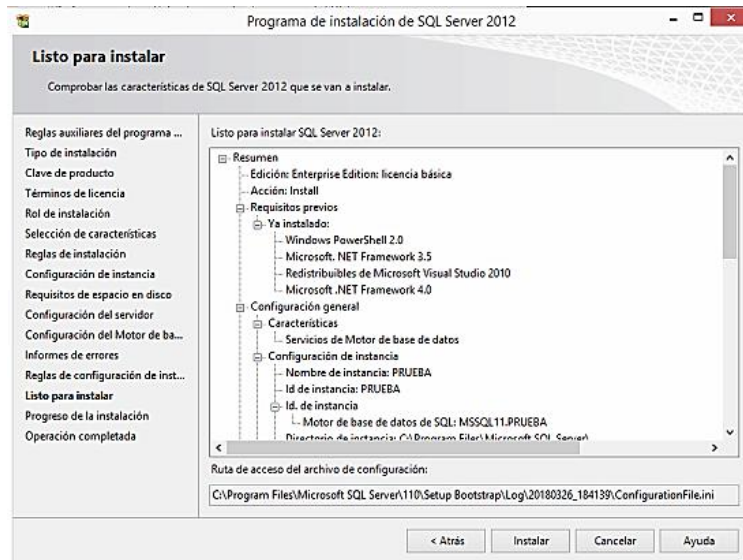 Programa de instalación de SQL Server 2012
Listo para instalar
Comprobar las características de SQL Server 2012 que se van a instalar.
Reglas auxiliares del programa ...
Tipo de instalación
Clave de producto
Términos de licencia
Rol de instalación
Selección de características
Reglas de instalación
Configuración de instancia
Requisitos de espacio en disco
Configuración del servidor
Configuración del Motor de ba...
Informes de errores
Reglas de configuración de inst...
Listo para instalar
Progreso de la instalación
Operación completada
Listo para instalar SQL Server 2012:
Resumen
Edición: Enterprise Edition: licencia básica
Acción: Install
Requisitos previos
Ya instalado:
Windows PowerShell 2.0
Microsoft. NET Framework 3.5
Redistribuibles de Microsoft Visual Studio 2010
Microsoft .NET Framework 4.0
Configuración general
Características
Servicios de Motor de base de datos
Configuración de instancia
Nombre de instancia: PRUEBA
Id de instancia: PRUEBA
Id. de instancia
Motor de base de datos de SQL: MSSQL11.PRUEBA
Directorio de instancia: C:\Program Files\Microsoft SQL Server\
Ruta de acceso del archivo de configuración:
C:\Program Files\Microsoft SQL Server\110\Setup Bootstrap\Log\20180326_184139\ConfigurationFile.ini
< Atrás
Instalar
Cancelar
Ayuda